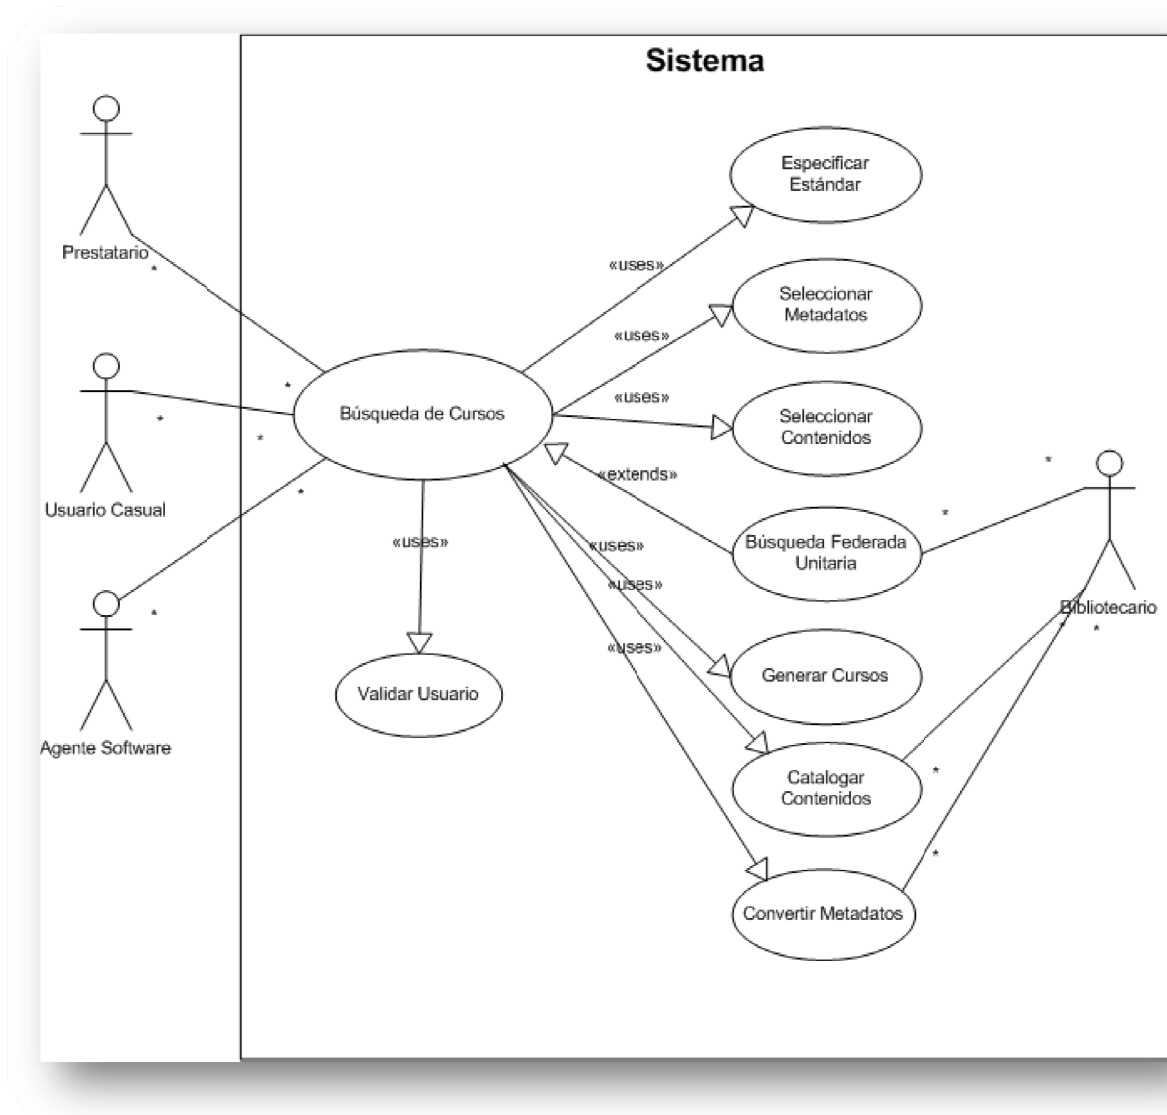 Sistema
Especificar
Estándar
Prestatario
*
«uses»
Seleccionar
Metadatos
«uses»
*
«uses»
Búsqueda de Cursos
*
Seleccionar
Contenidos
*
*
«extends»
*
*
Usuario Casual
*
Búsqueda Federada
Unitaria
«uses»
«uses»
«uses»
Bibliotecario
*
*
*
«uses»
Generar Cursos
Validar Usuario
Agente Software
*
Catalogar
Contenidos
*
Convertir Metadatos